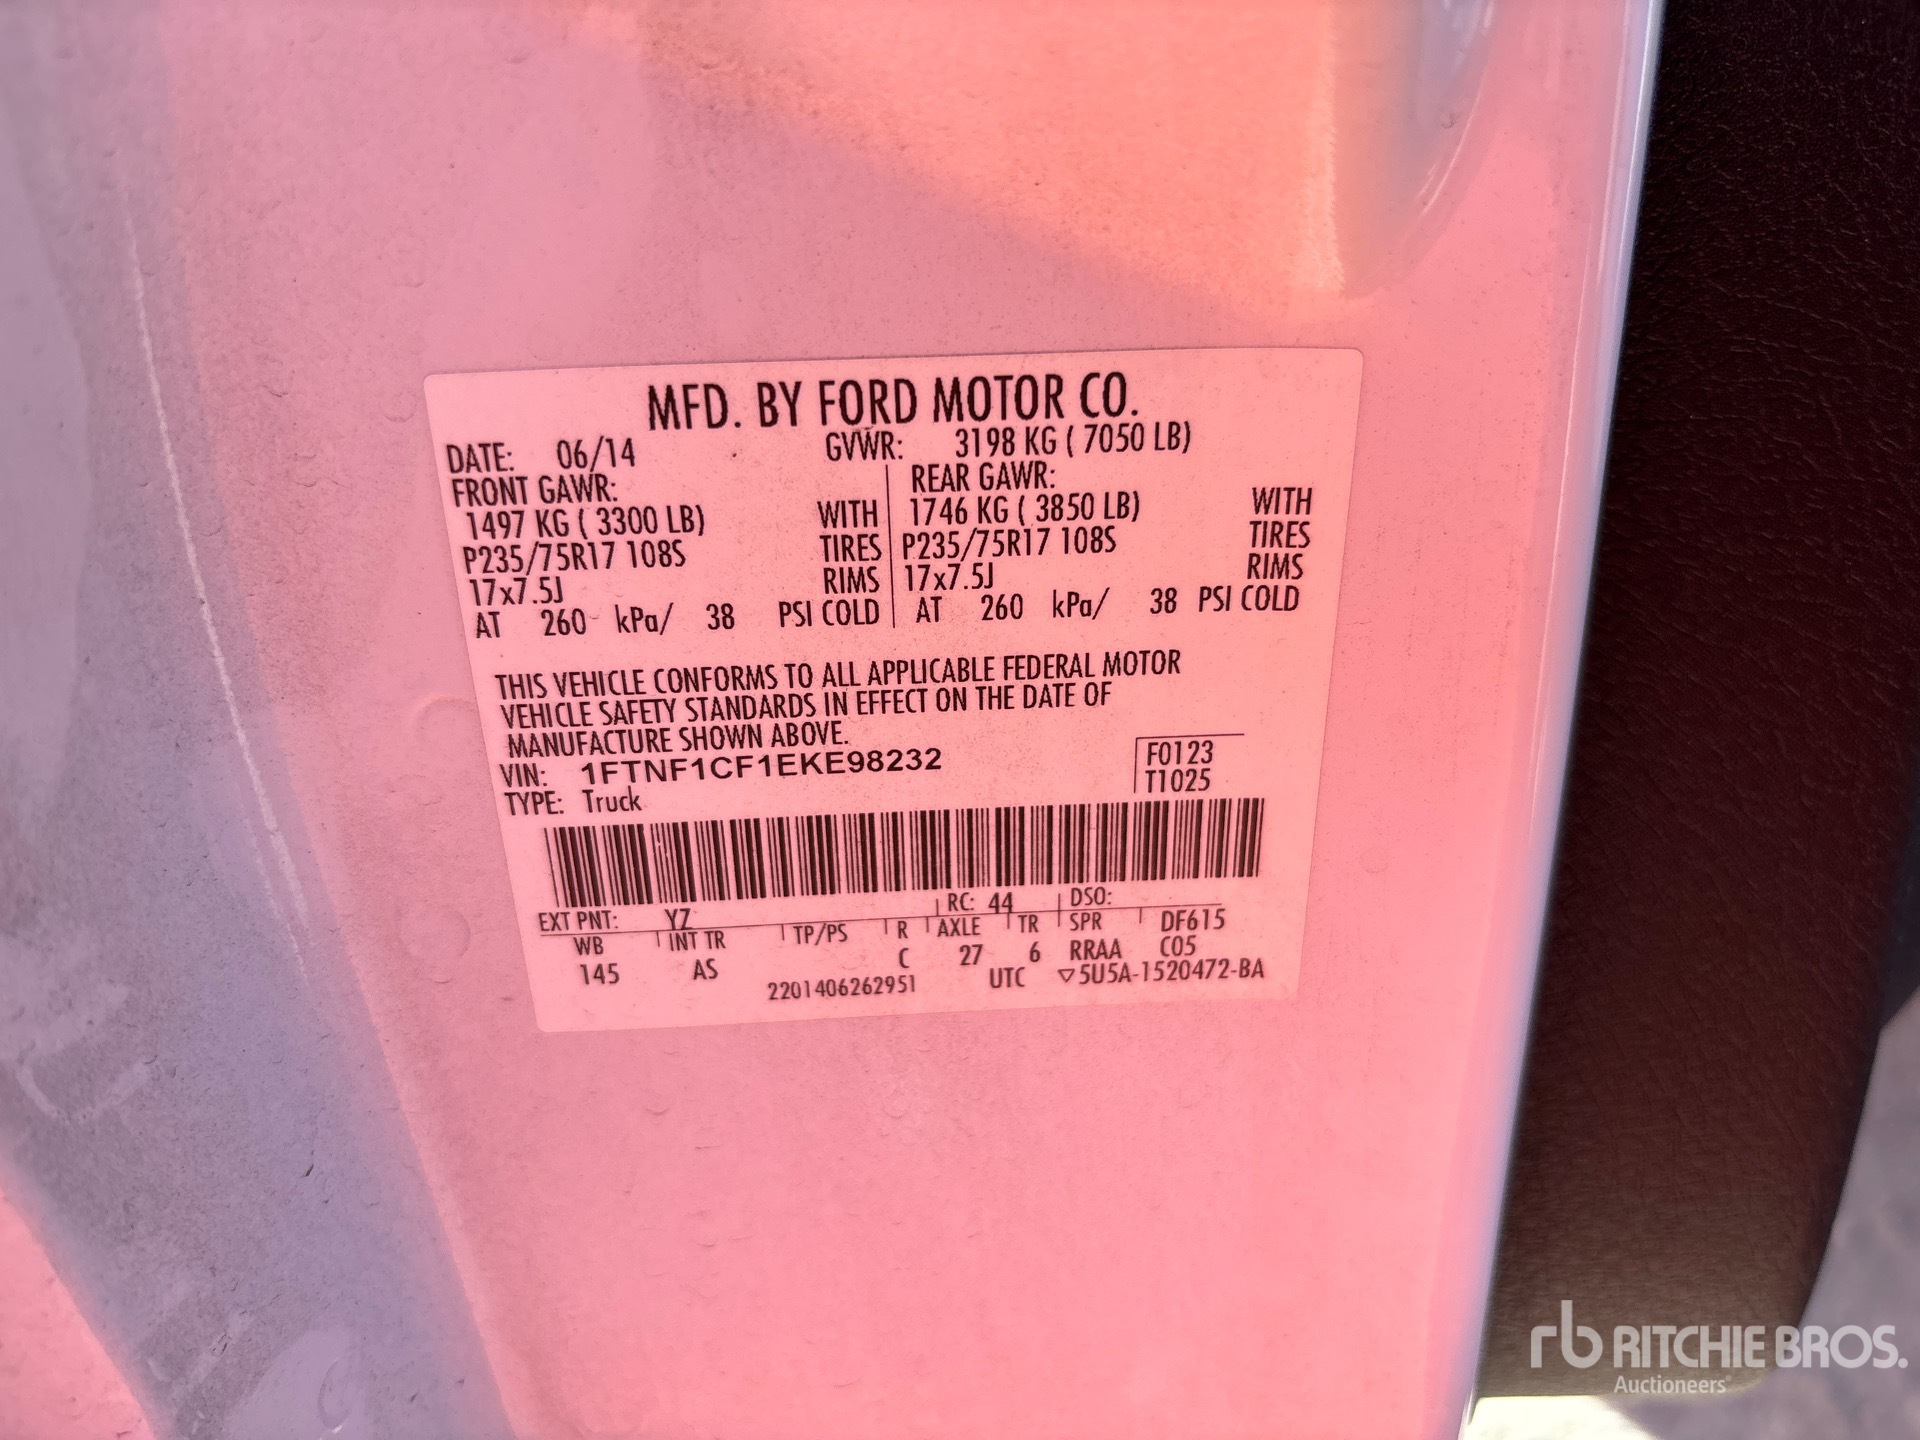 MFD. BY FORD MOTOR CO.
DATE: 06/14 GVWR: 3198 KG ( 7050 LB)
FRONT GAWR: REAR GAWR:
1497 KG ( 3300 LB) WITH 1746 KG ( 3850 LB) WITH
P235/75R17 108S TIRES P235/75R17 108S TIRES
17x7.5J RIMS 17x7.5J RIMS
AT 260 kPa/ 38 PSI COLD AT 260 kPa/ 38 PSI COLD
THIS VEHICLE CONFORMS TO ALL APPLICABLE FEDERAL MOTOR
VEHICLE SAFETY STANDARDS IN EFFECT ON THE DATE OF
MANUFACTURE SHOWN ABOVE.
VIN: 1FTNF1CF1EKE98232 F0123
TYPE: Truck T1025
EXT PNT: YZ RC: 44 DSO:
WB INT TR TP/PS R AXLE TR SPR DF615
145 AS C 27 6 RRAA C05
2201406262951 UTC ▽5U5A-1520472-BA
rb RITCHIE BROS.
Auctioneers